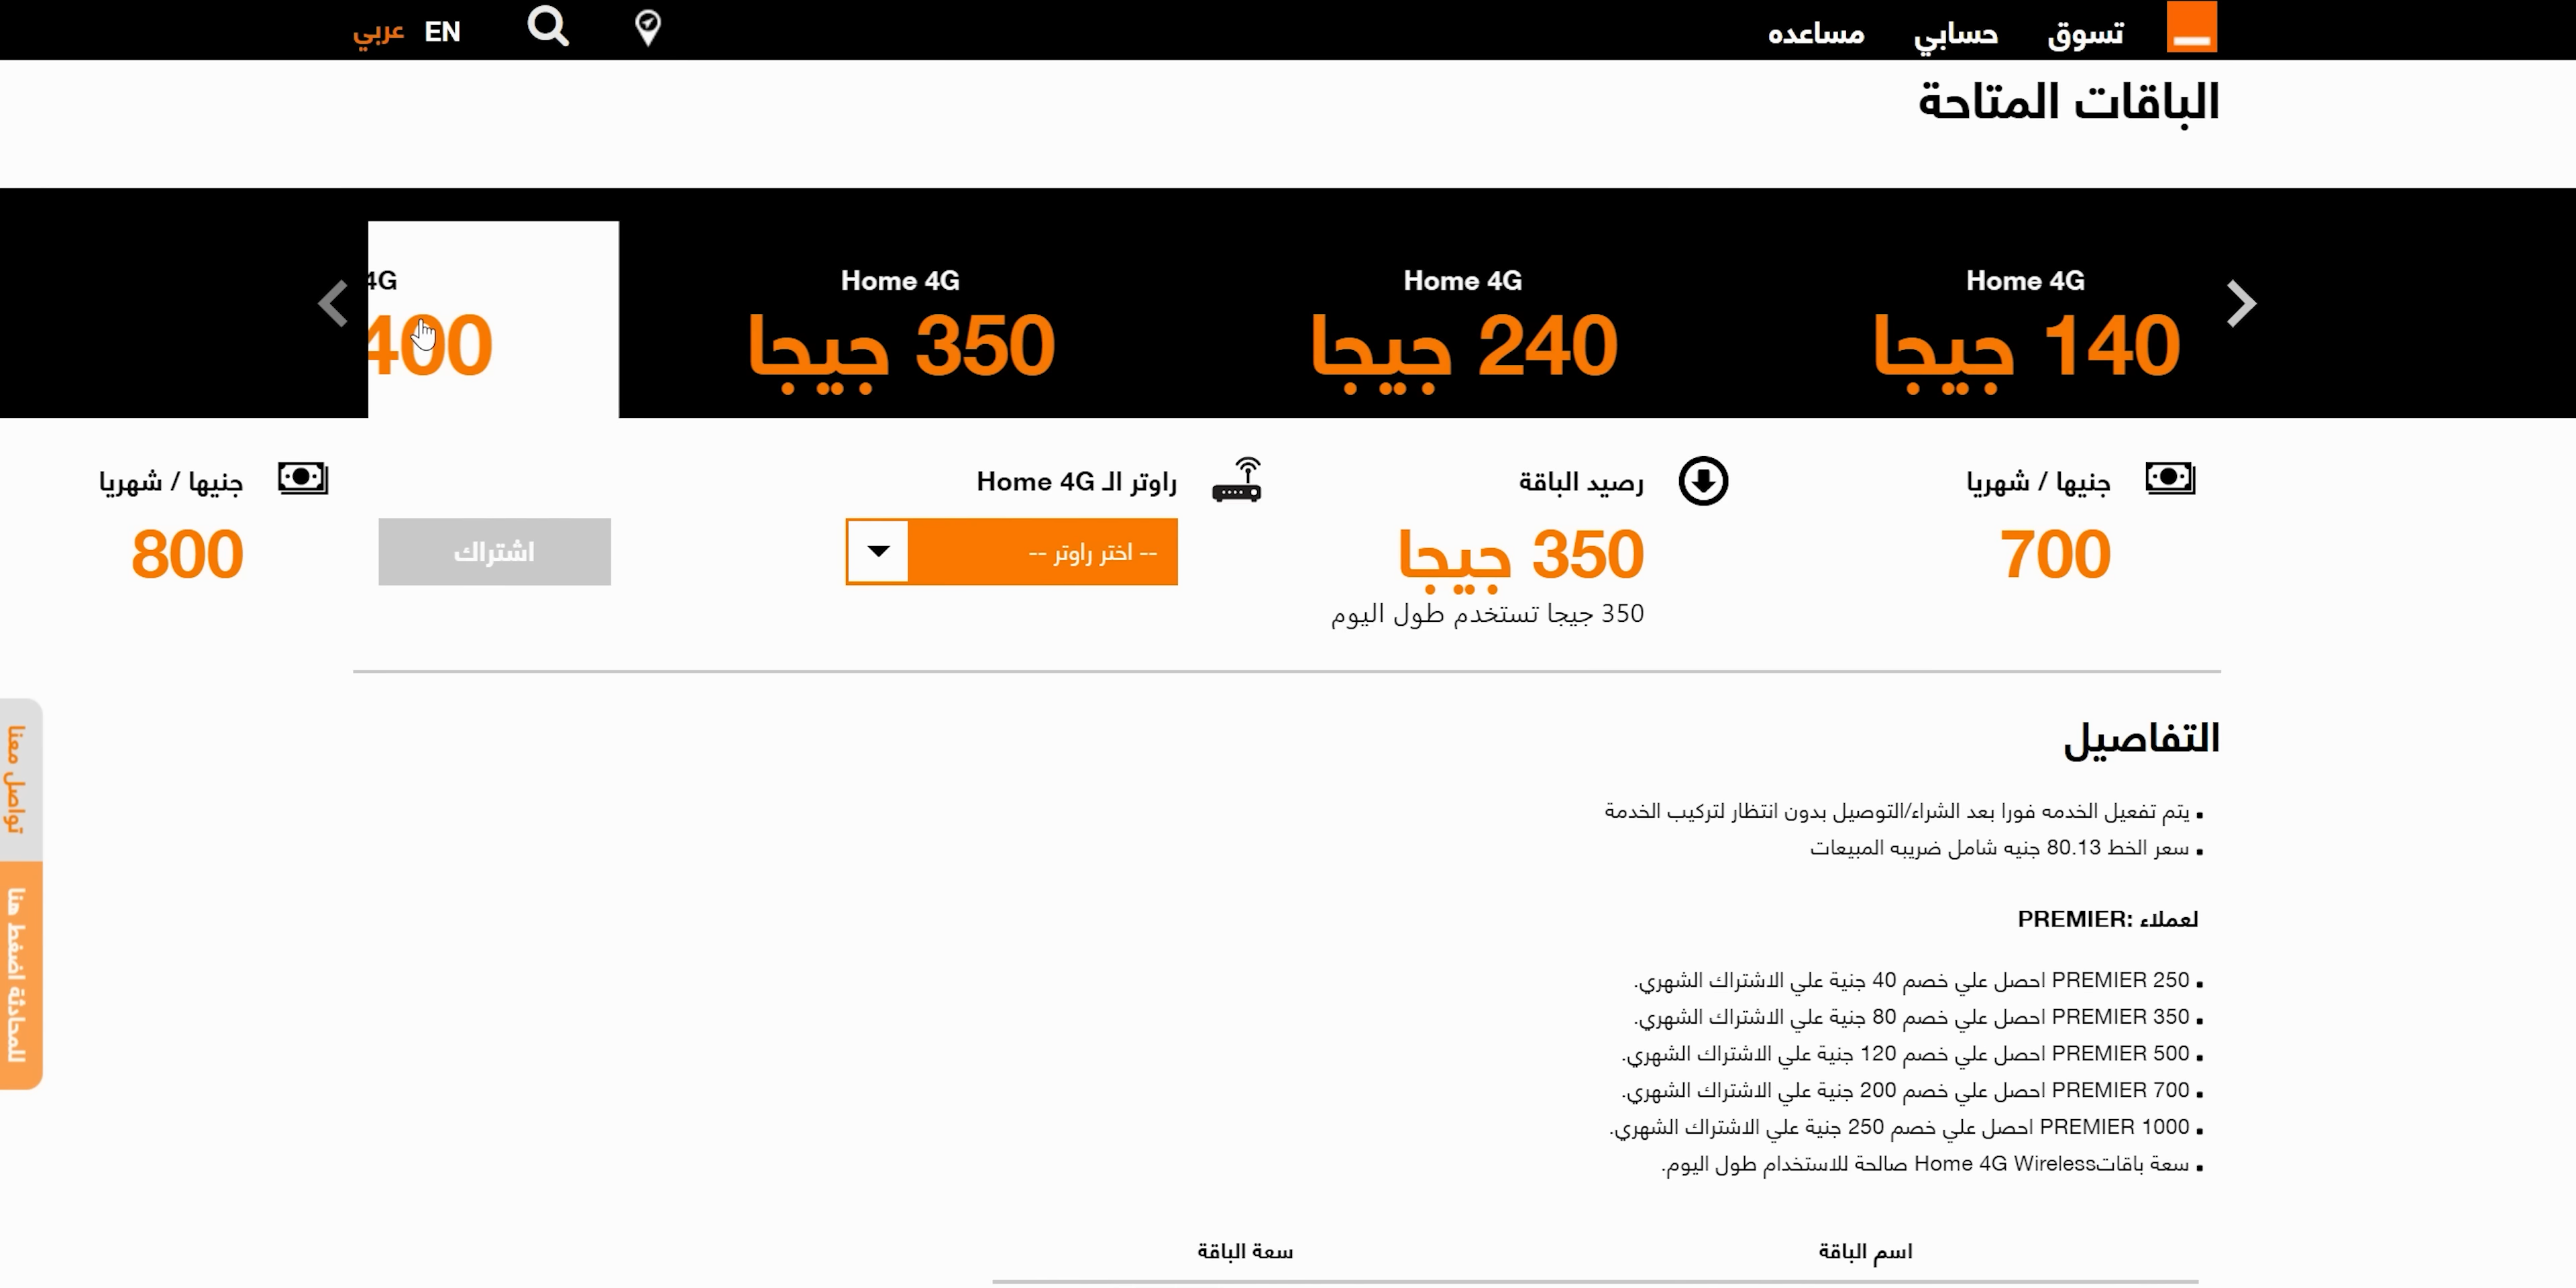 تسوق
حسابي
مساعده
EN
عربي
الباقات المتاحة
Home 4G
140 جيجا
Home 4G
240 جيجا
Home 4G
350 جيجا
4G
400
جنيها / شهريا
700
رصيد الباقة
350 جيجا
350 جيجا تستخدم طول اليوم
راوتر الـ Home 4G
-- اختر راوتر --
اشتراك
جنيها / شهريا
800
التفاصيل
يتم تفعيل الخدمه فورا بعد الشراء/التوصيل بدون انتظار لتركيب الخدمة
سعر الخط 80.13 جنيه شامل ضريبه المبيعات
لعملاء :PREMIER
PREMIER 250 احصل علي خصم 40 جنية علي الاشتراك الشهري.
PREMIER 350 احصل علي خصم 80 جنية علي الاشتراك الشهري.
PREMIER 500 احصل علي خصم 120 جنية علي الاشتراك الشهري.
PREMIER 700 احصل علي خصم 200 جنية علي الاشتراك الشهري.
PREMIER 1000 احصل علي خصم 250 جنية علي الاشتراك الشهري.
سعة باقاتHome 4G Wireless صالحة للاستخدام طول اليوم.
اسم الباقة
سعة الباقة
تواصل معنا
للمحادثة اضغط هنا